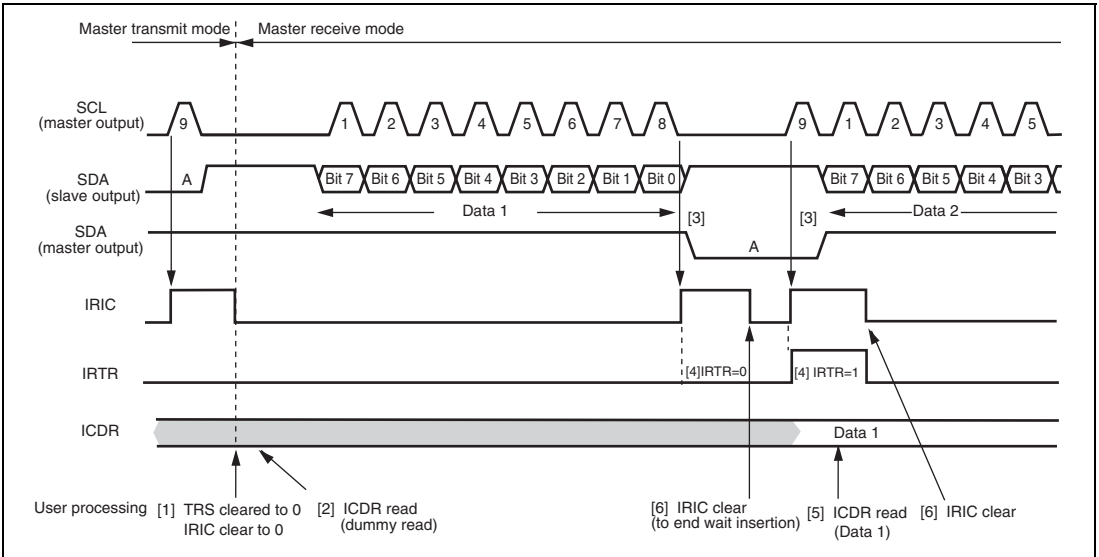 Master transmit mode Master receive mode
SCL
(master output)
9 1 2 3 4 5 6 7 8 9 1 2 3 4 5
SDA
(slave output)
A Bit 7 Bit 6 Bit 5 Bit 4 Bit 3 Bit 2 Bit 1 Bit 0 Bit 7 Bit 6 Bit 5 Bit 4 Bit 3
Data 1 [3] [3] Data 2
SDA
(master output)
A
IRIC
IRTR
[4]IRTR=0 [4] IRTR=1
ICDR
Data 1
User processing [1] TRS cleared to 0
IRIC clear to 0
[2] ICDR read
(dummy read)
[6] IRIC clear
(to end wait insertion)
[5] ICDR read
(Data 1)
[6] IRIC clear